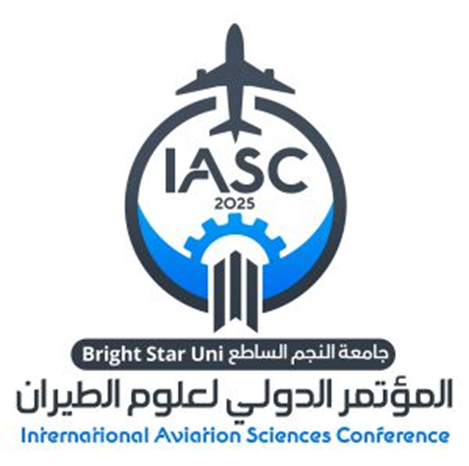 IASC
2025
Bright Star Uni جامعة النجم الساطع
المؤتمر الدولي لعلوم الطيران
International Aviation Sciences Conference